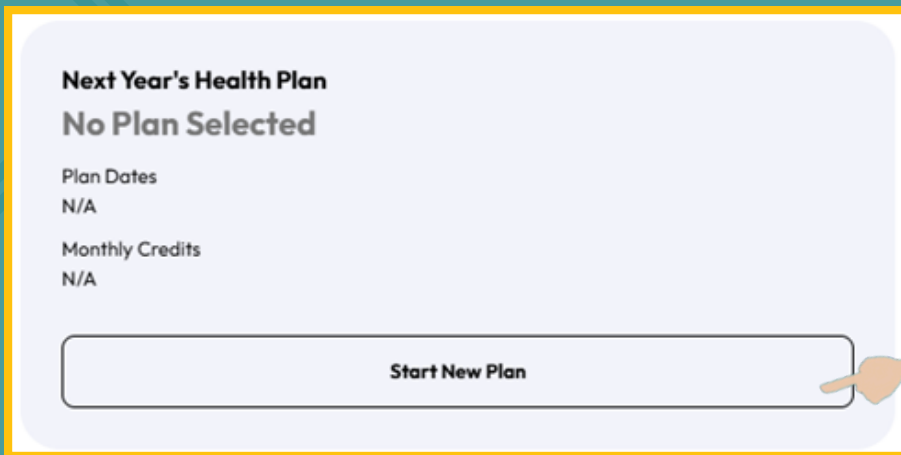 Next Year's Health Plan
No Plan Selected
Plan Dates
N/A
Monthly Credits
N/A
Start New Plan